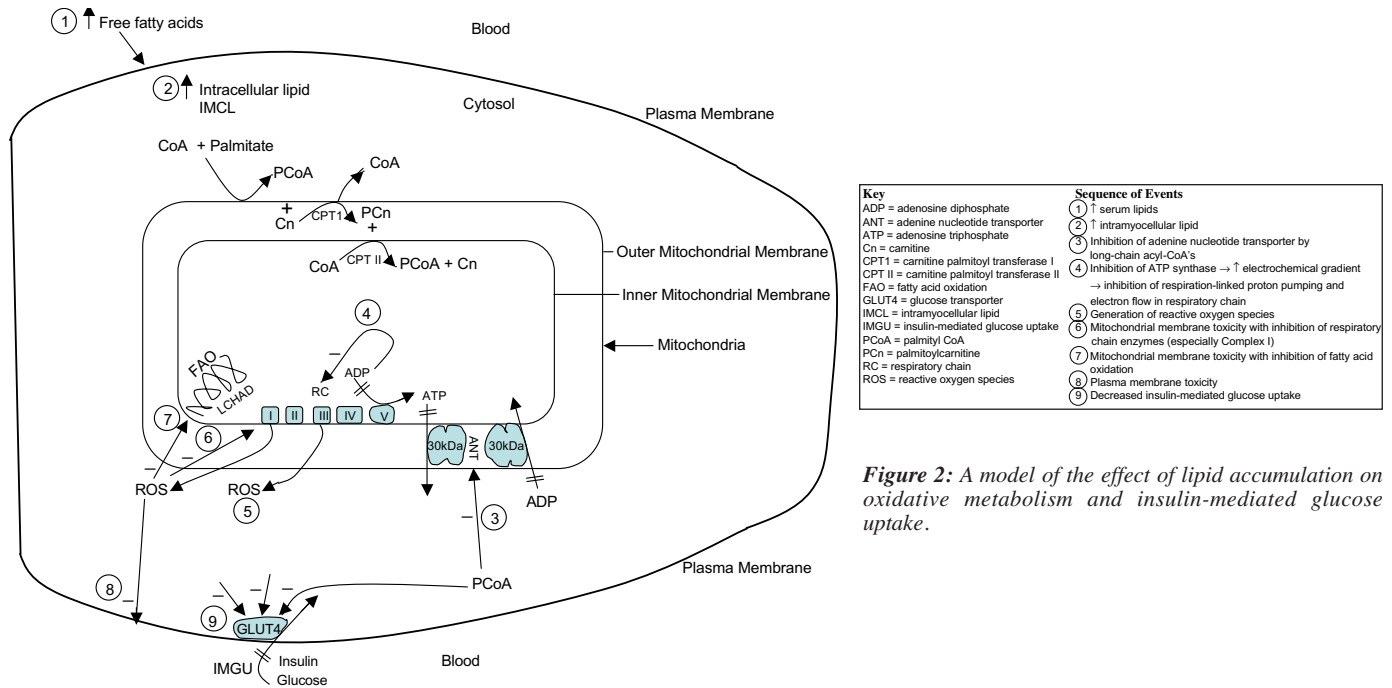 1 ↑ Free fatty acids
Blood
2 ↑ Intracellular lipid
IMCL
Cytosol
Plasma Membrane
CoA + Palmitate
PCoA
CoA
+
Cn
CPT1
PCn
+
CoA
CPT II
PCoA + Cn
Outer Mitochondrial Membrane
Inner Mitochondrial Membrane
Mitochondria
4
–
FAO
LCHAD
RC
ADP
ATP
I II III IV V
7
6
–
–
30kDa
ANT
30kDa
ROS
ROS
5
–
3
ADP
PCoA
Plasma Membrane
8
–
9
–
–
–
GLUT4
IMGU
Insulin
Glucose
Blood
Key
ADP = adenosine diphosphate
ANT = adenine nucleotide transporter
ATP = adenosine triphosphate
Cn = carnitine
CPT1 = carnitine palmitoyl transferase I
CPT II = carnitine palmitoyl transferase II
FAO = fatty acid oxidation
GLUT4 = glucose transporter
IMCL = intramyocellular lipid
IMGU = insulin-mediated glucose uptake
PCoA = palmityl CoA
PCn = palmitoylcarnitine
RC = respiratory chain
ROS = reactive oxygen species
Sequence of Events
1 ↑ serum lipids
2 ↑ intramyocellular lipid
3 Inhibition of adenine nucleotide transporter by
long-chain acyl-CoA's
4 Inhibition of ATP synthase → ↑ electrochemical gradient
→ inhibition of respiration-linked proton pumping and
electron flow in respiratory chain
5 Generation of reactive oxygen species
6 Mitochondrial membrane toxicity with inhibition of respiratory
chain enzymes (especially Complex I)
7 Mitochondrial membrane toxicity with inhibition of fatty acid
oxidation
8 Plasma membrane toxicity
9 Decreased insulin-mediated glucose uptake
Figure 2: A model of the effect of lipid accumulation on
oxidative metabolism and insulin-mediated glucose
uptake.